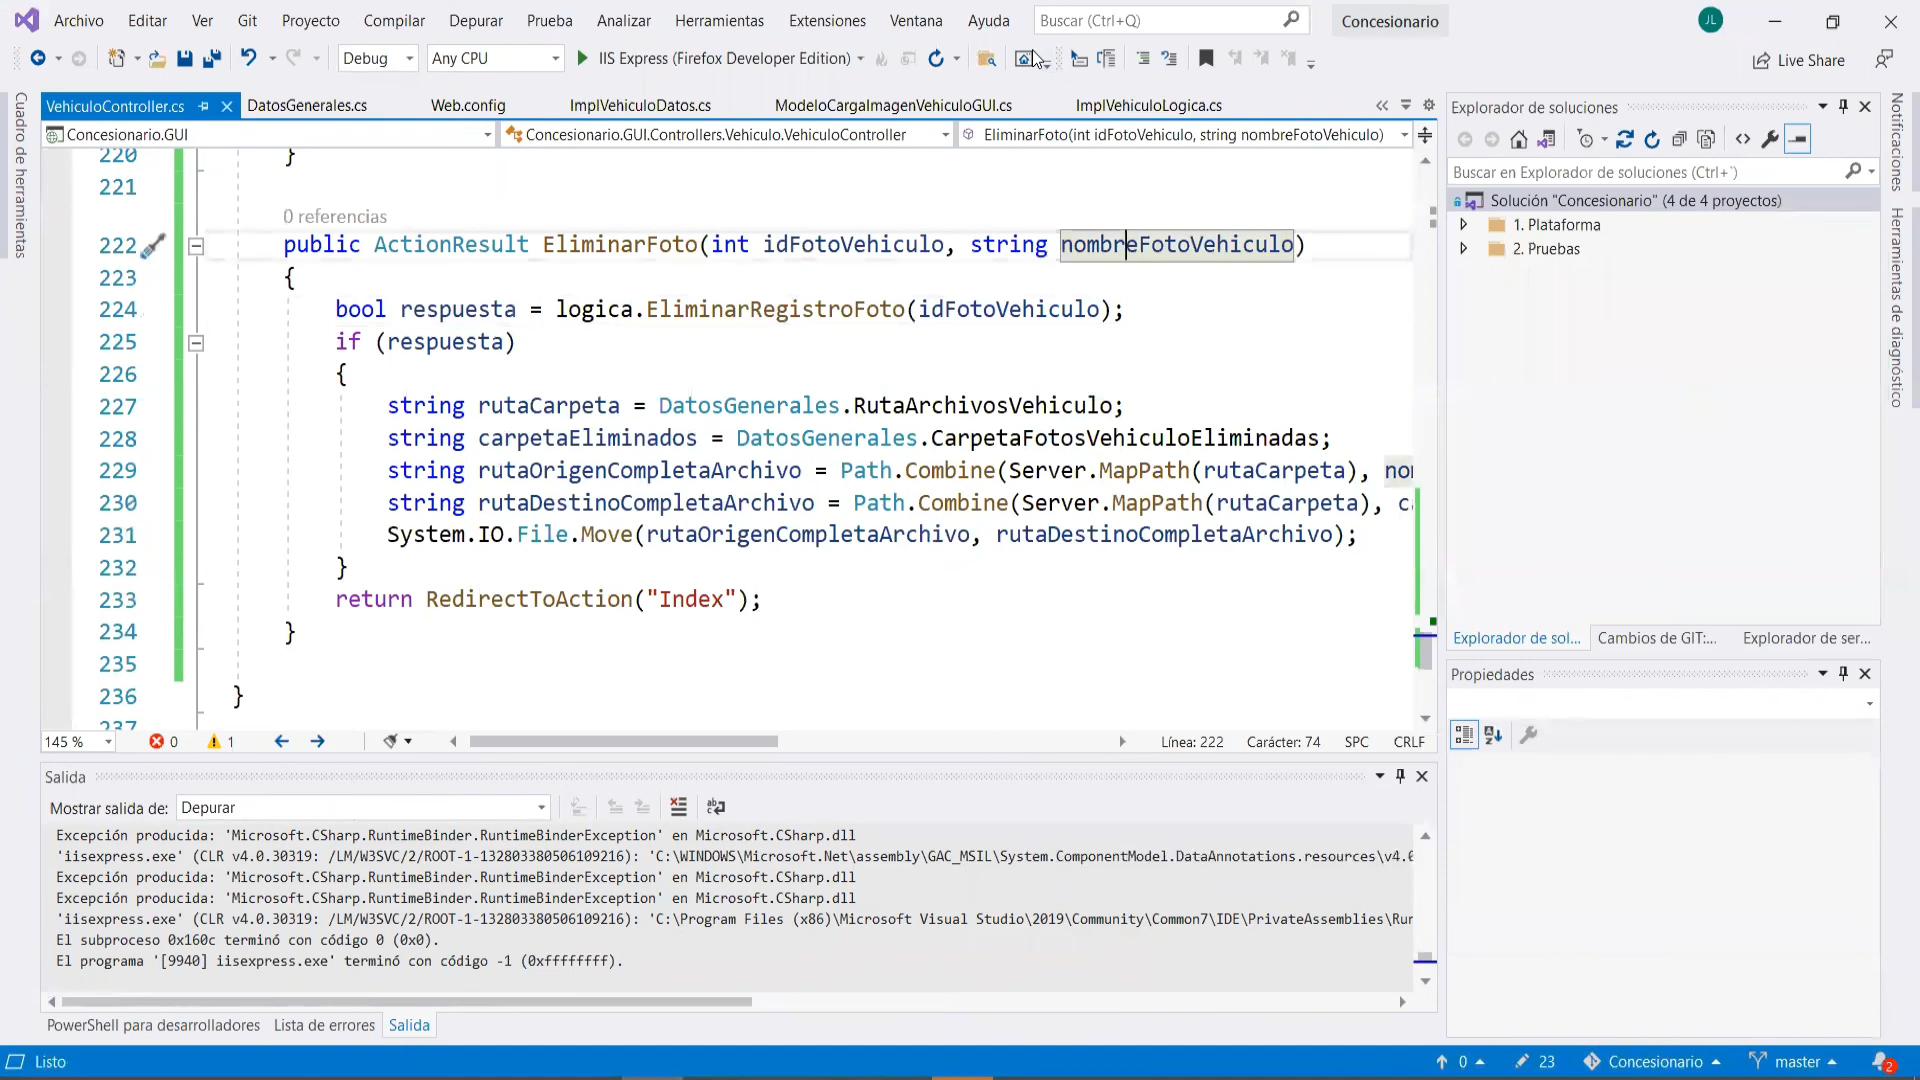 Archivo Editar Ver Git Proyecto Compilar Depurar Prueba Analizar Herramientas Extensiones Ventana Ayuda Buscar (Ctrl+Q) Concesionario JL
Debug Any CPU IIS Express (Firefox Developer Edition) Live Share
VehiculoController.cs DatosGenerales.cs Web.config ImplVehiculoDatos.cs ModeloCargaImagenVehiculoGUI.cs ImplVehiculoLogica.cs
Concesionario.GUI Concesionario.GUI.Controllers.Vehiculo.VehiculoController EliminarFoto(int idFotoVehiculo, string nombreFotoVehiculo)
220 }
221
0 referencias
222 public ActionResult EliminarFoto(int idFotoVehiculo, string nombreFotoVehiculo)
223 {
224 bool respuesta = logica.EliminarRegistroFoto(idFotoVehiculo);
225 if (respuesta)
226 {
227 string rutaCarpeta = DatosGenerales.RutaArchivosVehiculo;
228 string carpetaEliminados = DatosGenerales.CarpetaFotosVehiculoEliminadas;
229 string rutaOrigenCompletaArchivo = Path.Combine(Server.MapPath(rutaCarpeta),
230 string rutaDestinoCompletaArchivo = Path.Combine(Server.MapPath(rutaCarpeta),
231 System.IO.File.Move(rutaOrigenCompletaArchivo, rutaDestinoCompletaArchivo);
232 }
233 return RedirectToAction("Index");
234 }
235
236 }
237
145 % 0 1 Línea: 222 Carácter: 74 SPC CRLF
Salida
Mostrar salida de: Depurar
Excepción producida: 'Microsoft.CSharp.RuntimeBinder.RuntimeBinderException' en Microsoft.CSharp.dll
'iisexpress.exe' (CLR v4.0.30319: /LM/W3SVC/2/ROOT-1-132803380506109216): 'C:\WINDOWS\Microsoft.Net\assembly\GAC_MSIL\System.ComponentModel.DataAnnotations.resources\v4.0
Excepción producida: 'Microsoft.CSharp.RuntimeBinder.RuntimeBinderException' en Microsoft.CSharp.dll
Excepción producida: 'Microsoft.CSharp.RuntimeBinder.RuntimeBinderException' en Microsoft.CSharp.dll
'iisexpress.exe' (CLR v4.0.30319: /LM/W3SVC/2/ROOT-1-132803380506109216): 'C:\Program Files (x86)\Microsoft Visual Studio\2019\Community\Common7\IDE\PrivateAssemblies\Run
El subproceso 0x160c terminó con código 0 (0x0).
El programa '[9940] iisexpress.exe' terminó con código -1 (0xffffffff).
PowerShell para desarrolladores Lista de errores Salida
Listo 0 23 Concesionario master 2
Cuadro de herramientas
Explorador de soluciones
Buscar en Explorador de soluciones (Ctrl+`)
Solución "Concesionario" (4 de 4 proyectos)
1. Plataforma
2. Pruebas
Explorador de sol... Cambios de GIT:... Explorador de ser...
Propiedades
Notificaciones
Herramientas de diagnóstico